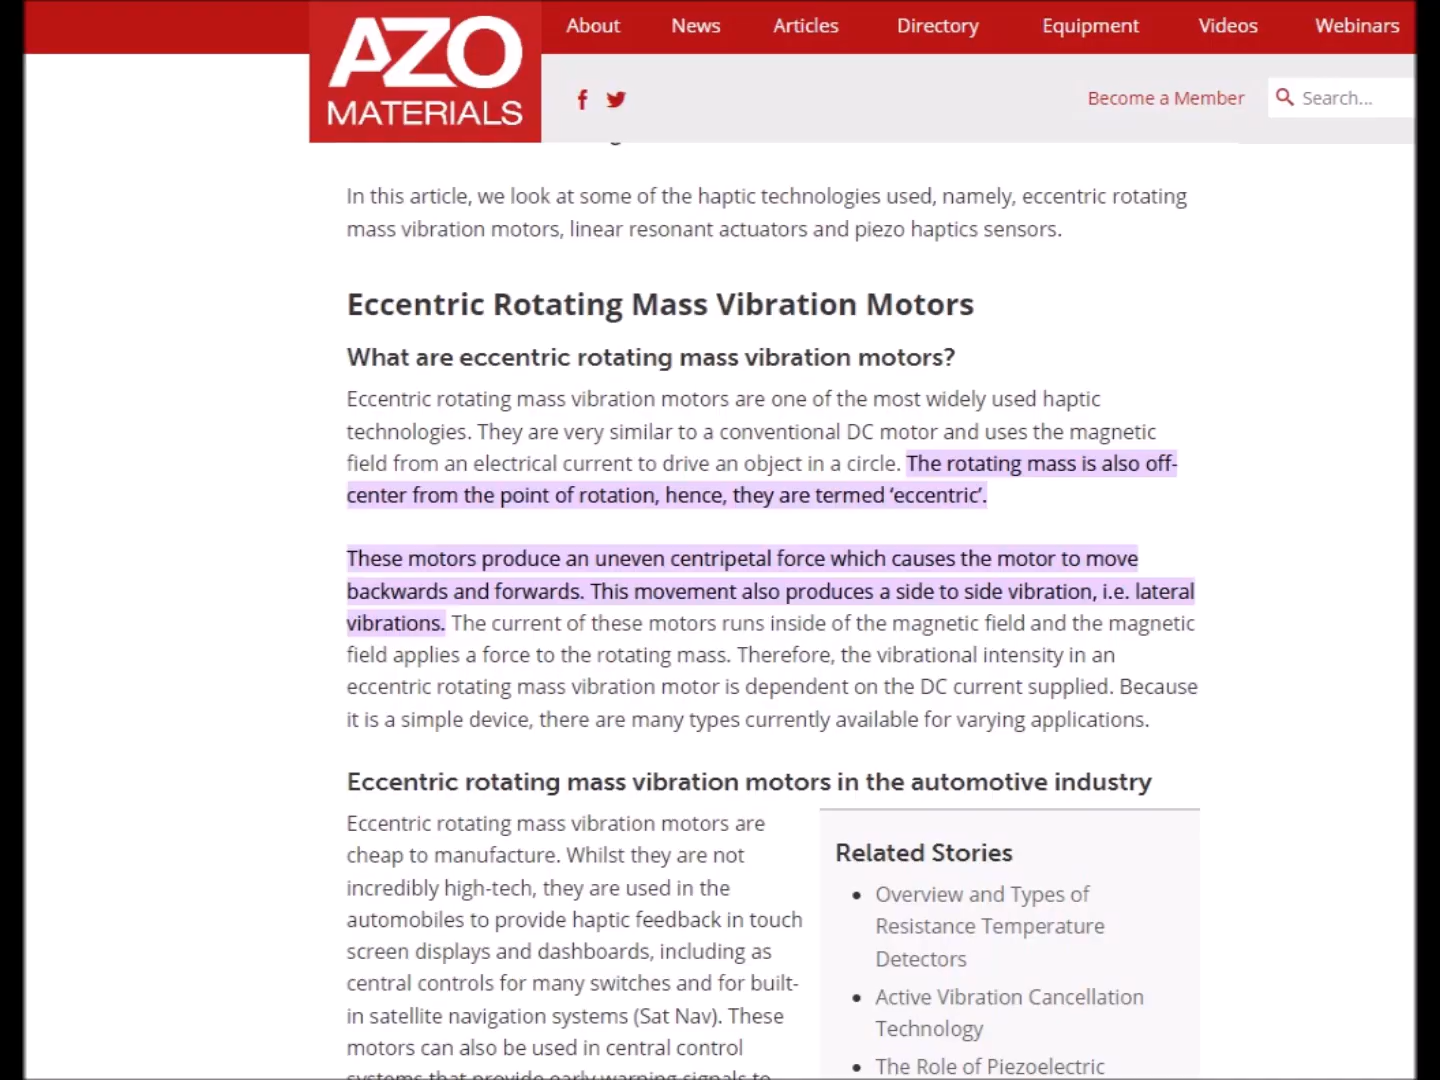 About News Articles Directory Equipment Videos Webinars
AZO
MATERIALS
f
Become a Member
Search...
In this article, we look at some of the haptic technologies used, namely, eccentric rotating
mass vibration motors, linear resonant actuators and piezo haptics sensors.
Eccentric Rotating Mass Vibration Motors
What are eccentric rotating mass vibration motors?
Eccentric rotating mass vibration motors are one of the most widely used haptic
technologies. They are very similar to a conventional DC motor and uses the magnetic
field from an electrical current to drive an object in a circle. The rotating mass is also off-
center from the point of rotation, hence, they are termed ‘eccentric’.
These motors produce an uneven centripetal force which causes the motor to move
backwards and forwards. This movement also produces a side to side vibration, i.e. lateral
vibrations. The current of these motors runs inside of the magnetic field and the magnetic
field applies a force to the rotating mass. Therefore, the vibrational intensity in an
eccentric rotating mass vibration motor is dependent on the DC current supplied. Because
it is a simple device, there are many types currently available for varying applications.
Eccentric rotating mass vibration motors in the automotive industry
Eccentric rotating mass vibration motors are
cheap to manufacture. Whilst they are not
incredibly high-tech, they are used in the
automobiles to provide haptic feedback in touch
screen displays and dashboards, including as
central controls for many switches and for built-
in satellite navigation systems (Sat Nav). These
motors can also be used in central control
systems that provide early warning signals to
Related Stories
• Overview and Types of
Resistance Temperature
Detectors
• Active Vibration Cancellation
Technology
• The Role of Piezoelectric